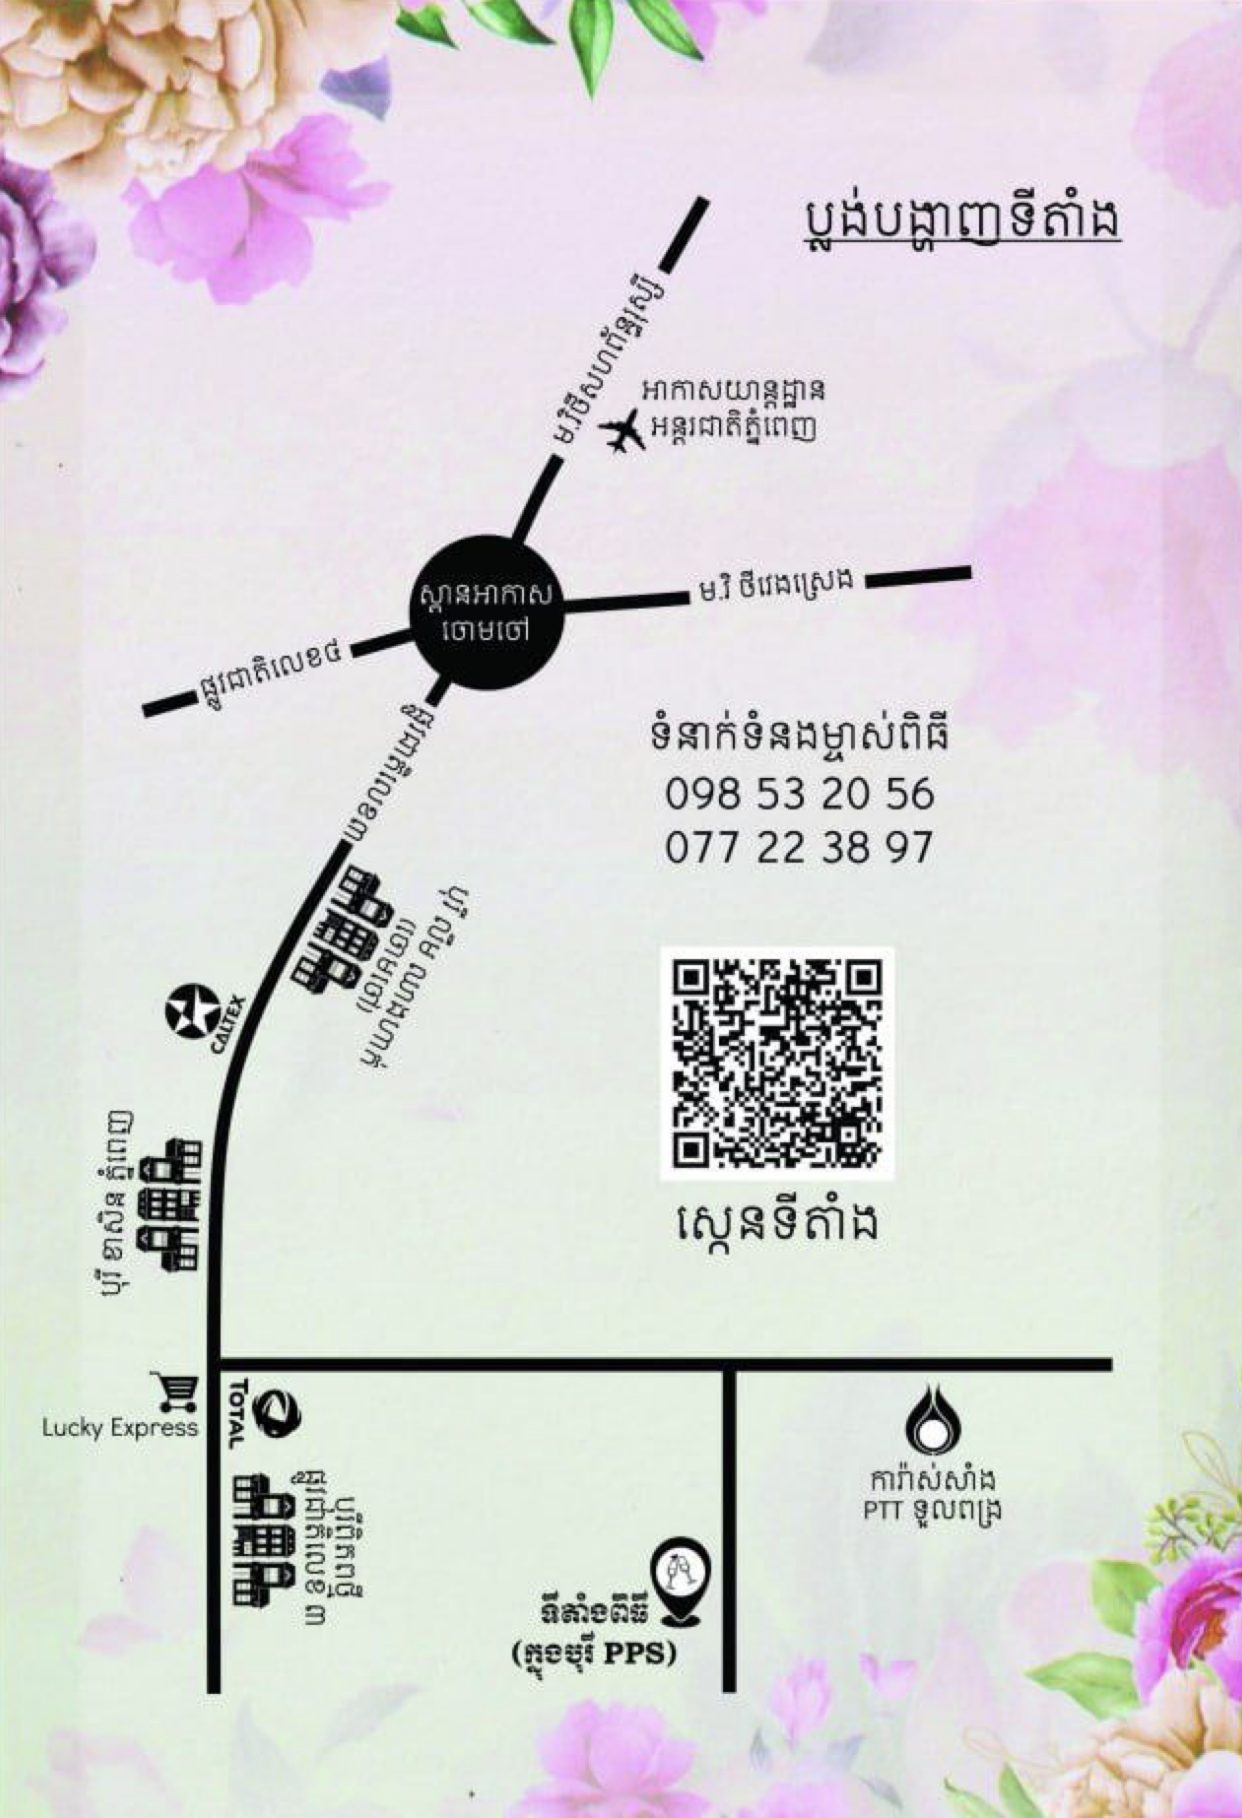 ប្លង់បង្ហាញទីតាំង
ម.វិថីសហព័ន្ធរុស្ស៊ី
អាកាសយានដ្ឋាន
អន្តរជាតិភ្នំពេញ
ស្ពានអាកាស
ចោមចៅ
ម.វិ ថីវេងស្រេង
ផ្លូវជាតិលេខ៤
ផ្លូវជាតិលេខ៣
ទំនាក់ទំនងម្ចាស់ពិធី
098 53 20 56
077 22 38 97
CALTEX
បុរី ខាសិន ភ្នំពេញ
ស្កេនទីតាំង
Lucky Express
TOTAL
ផ្លូវជាតិលេខ ៣
ការ៉ាស់សាំង
PTT ទួលពង្រ
ទីតាំងពិធី
(ក្នុងបុរី PPS)